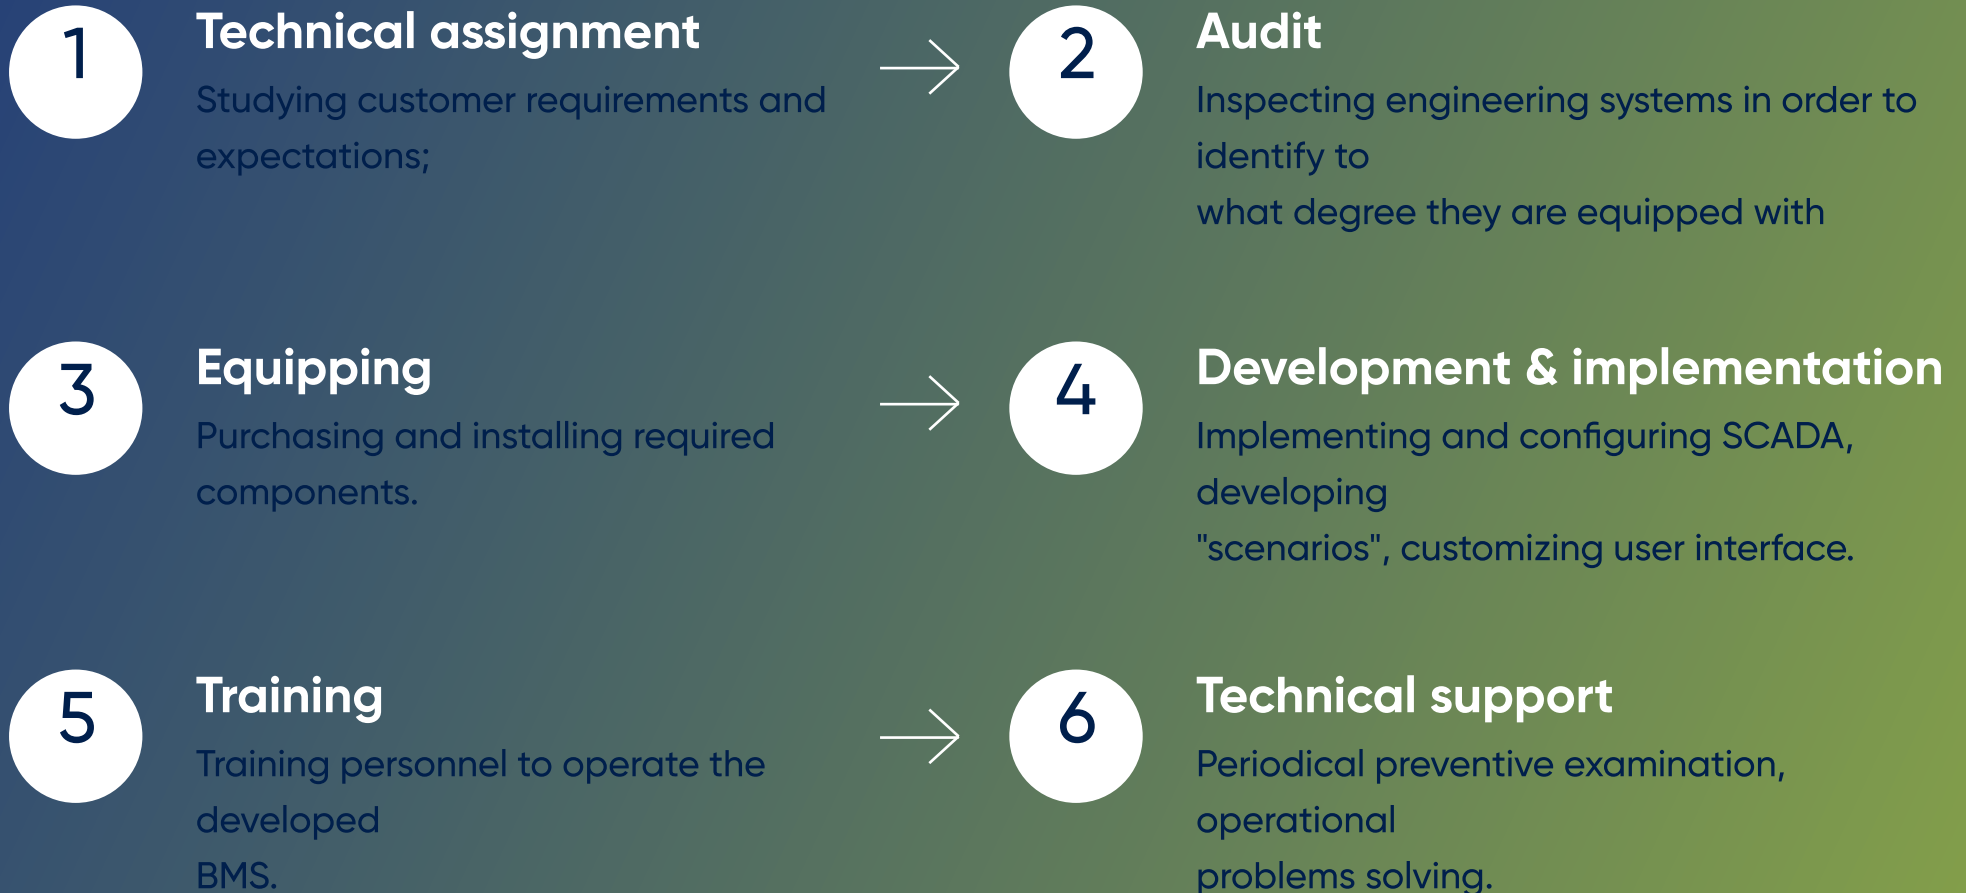 1
Technical assignment
Studying customer requirements and
expectations;
2
Audit
Inspecting engineering systems in order to
identify to
what degree they are equipped with
3
Equipping
Purchasing and installing required
components.
4
Development & implementation
Implementing and configuring SCADA,
developing
"scenarios", customizing user interface.
5
Training
Training personnel to operate the
developed
BMS.
6
Technical support
Periodical preventive examination,
operational
problems solving.